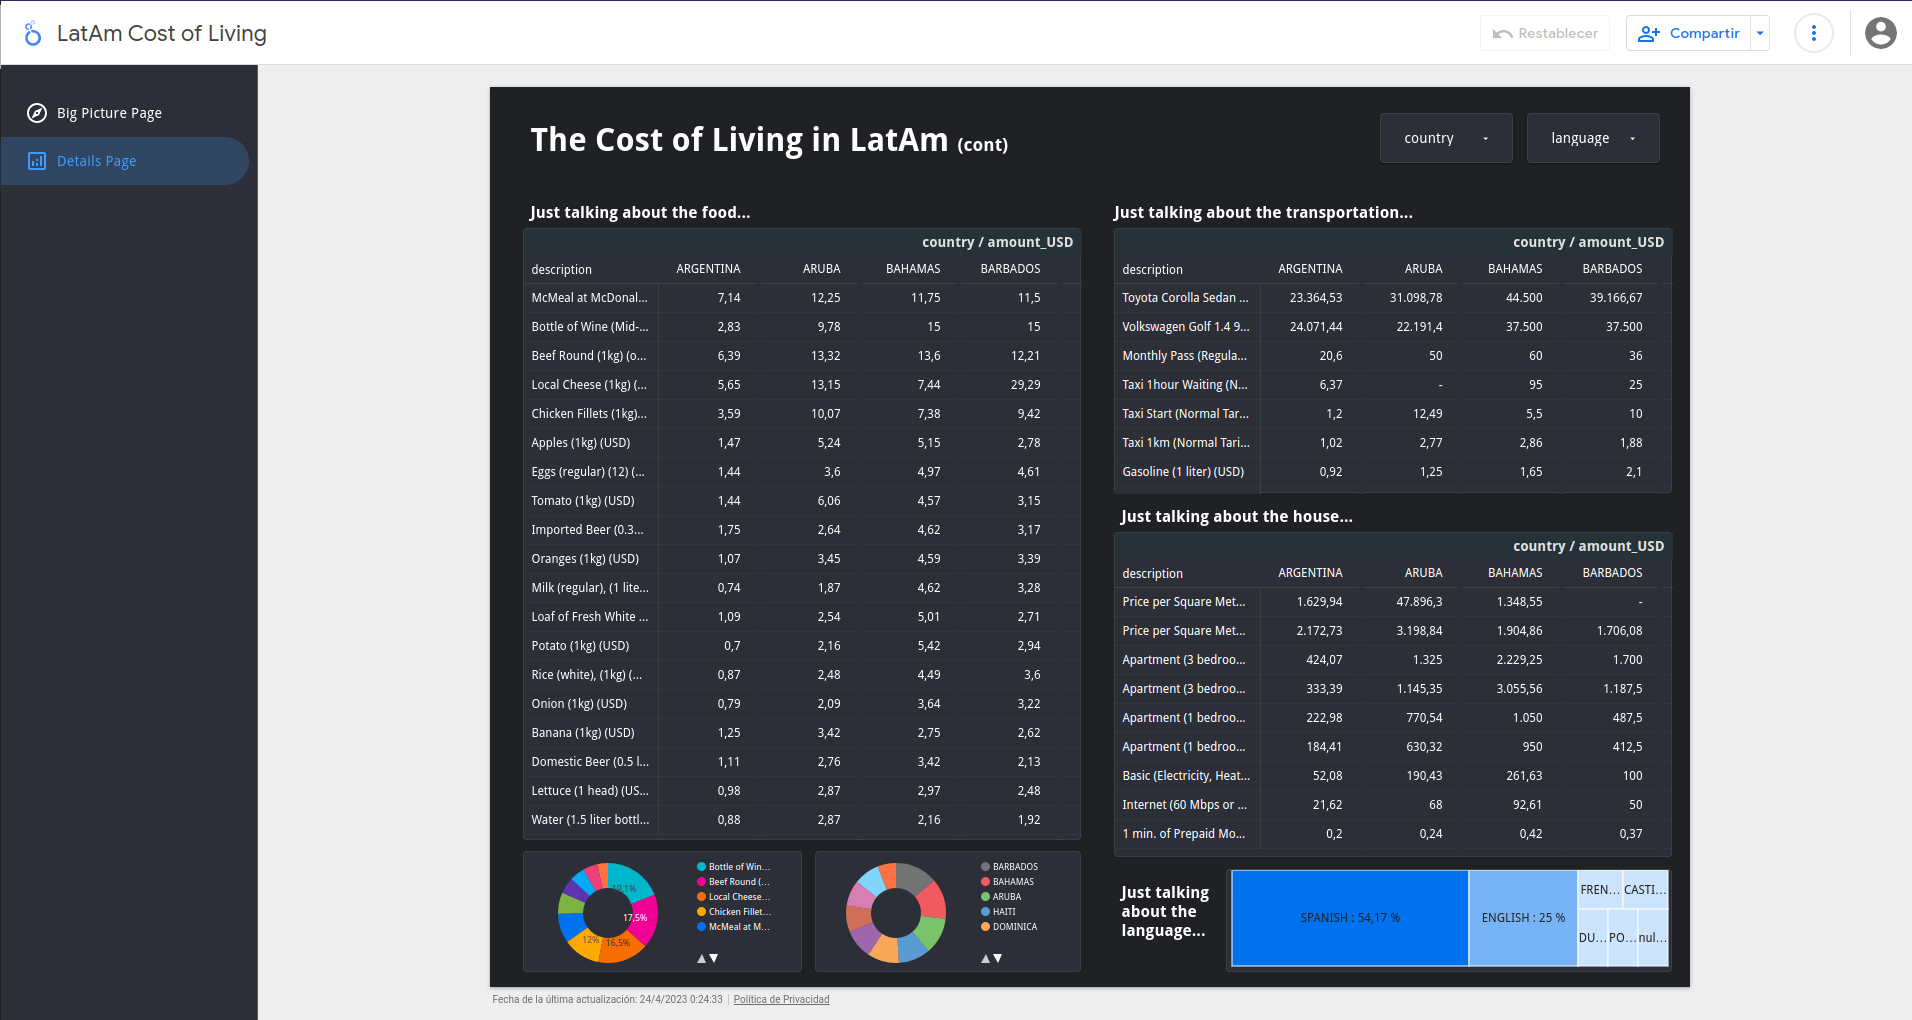 LatAm Cost of Living
Restablecer
Compartir
Big Picture Page
Details Page
The Cost of Living in LatAm (cont)
country
language
Just talking about the food...
country / amount_USD
description ARGENTINA ARUBA BAHAMAS BARBADOS
McMeal at McDonal... 7,14 12,25 11,75 11,5
Bottle of Wine (Mid-... 2,83 9,78 15 15
Beef Round (1kg) (o... 6,39 13,32 13,6 12,21
Local Cheese (1kg) (... 5,65 13,15 7,44 29,29
Chicken Fillets (1kg)... 3,59 10,07 7,38 9,42
Apples (1kg) (USD) 1,47 5,24 5,15 2,78
Eggs (regular) (12) (... 1,44 3,6 4,97 4,61
Tomato (1kg) (USD) 1,44 6,06 4,57 3,15
Imported Beer (0.3... 1,75 2,64 4,62 3,17
Oranges (1kg) (USD) 1,07 3,45 4,59 3,39
Milk (regular), (1 lite... 0,74 1,87 4,62 3,28
Loaf of Fresh White ... 1,09 2,54 5,01 2,71
Potato (1kg) (USD) 0,7 2,16 5,42 2,94
Rice (white), (1kg) (... 0,87 2,48 4,49 3,6
Onion (1kg) (USD) 0,79 2,09 3,64 3,22
Banana (1kg) (USD) 1,25 3,42 2,75 2,62
Domestic Beer (0.5 l... 1,11 2,76 3,42 2,13
Lettuce (1 head) (US... 0,98 2,87 2,97 2,48
Water (1.5 liter bottl... 0,88 2,87 2,16 1,92
Just talking about the transportation...
country / amount_USD
description ARGENTINA ARUBA BAHAMAS BARBADOS
Toyota Corolla Sedan ... 23.364,53 31.098,78 44.500 39.166,67
Volkswagen Golf 1.4 9... 24.071,44 22.191,4 37.500 37.500
Monthly Pass (Regula... 20,6 50 60 36
Taxi 1hour Waiting (N... 6,37 - 95 25
Taxi Start (Normal Tar... 1,2 12,49 5,5 10
Taxi 1km (Normal Tari... 1,02 2,77 2,86 1,88
Gasoline (1 liter) (USD) 0,92 1,25 1,65 2,1
Just talking about the house...
country / amount_USD
description ARGENTINA ARUBA BAHAMAS BARBADOS
Price per Square Met... 1.629,94 47.896,3 1.348,55 -
Price per Square Met... 2.172,73 3.198,84 1.904,86 1.706,08
Apartment (3 bedroo... 424,07 1.325 2.229,25 1.700
Apartment (3 bedroo... 333,39 1.145,35 3.055,56 1.187,5
Apartment (1 bedroo... 222,98 770,54 1.050 487,5
Apartment (1 bedroo... 184,41 630,32 950 412,5
Basic (Electricity, Heat... 52,08 190,43 261,63 100
Internet (60 Mbps or ... 21,62 68 92,61 50
1 min. of Prepaid Mo... 0,2 0,24 0,42 0,37
19,1%
17,5%
16,5%
12%
Bottle of Win...
Beef Round (...
Local Cheese...
Chicken Fillet...
McMeal at M...
BARBADOS
BAHAMAS
ARUBA
HAITI
DOMINICA
Just talking
about the
language...
SPANISH : 54,17 %
ENGLISH : 25 %
FREN... CASTI...
DU... PO... nul...
Fecha de la última actualización: 24/4/2023 0:24:33
Política de Privacidad